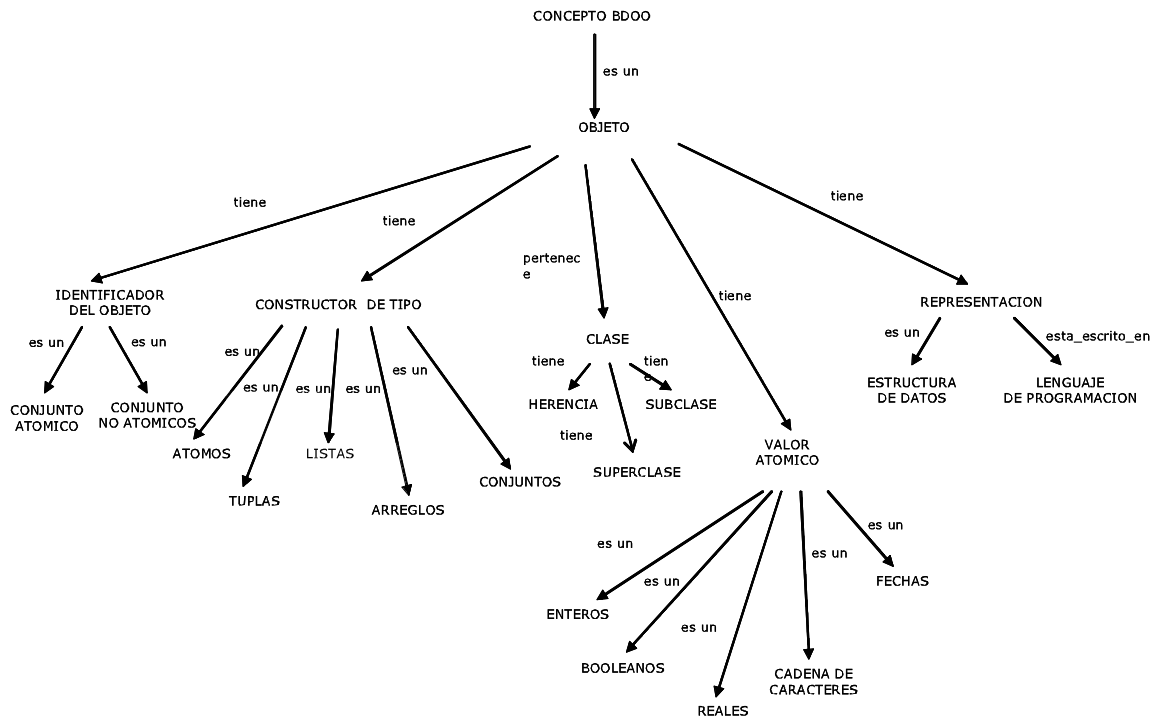 CONCEPTO BDOO
es un
OBJETO
tiene
tiene
pertenec
e
tiene
tiene
IDENTIFICADOR
DEL OBJETO
CONSTRUCTOR DE TIPO
CLASE
REPRESENTACION
es un
es un
es un
es un
es un
es un
es un
tiene
tien
e
tiene
es un
esta_escrito_en
CONJUNTO
ATOMICO
CONJUNTO
NO ATOMICOS
ATOMOS
TUPLAS
LISTAS
ARREGLOS
CONJUNTOS
HERENCIA
SUPERCLASE
SUBCLASE
VALOR
ATOMICO
ESTRUCTURA
DE DATOS
LENGUAJE
DE PROGRAMACION
es un
es un
es un
es un
es un
ENTEROS
BOOLEANOS
REALES
CADENA DE
CARACTERES
FECHAS